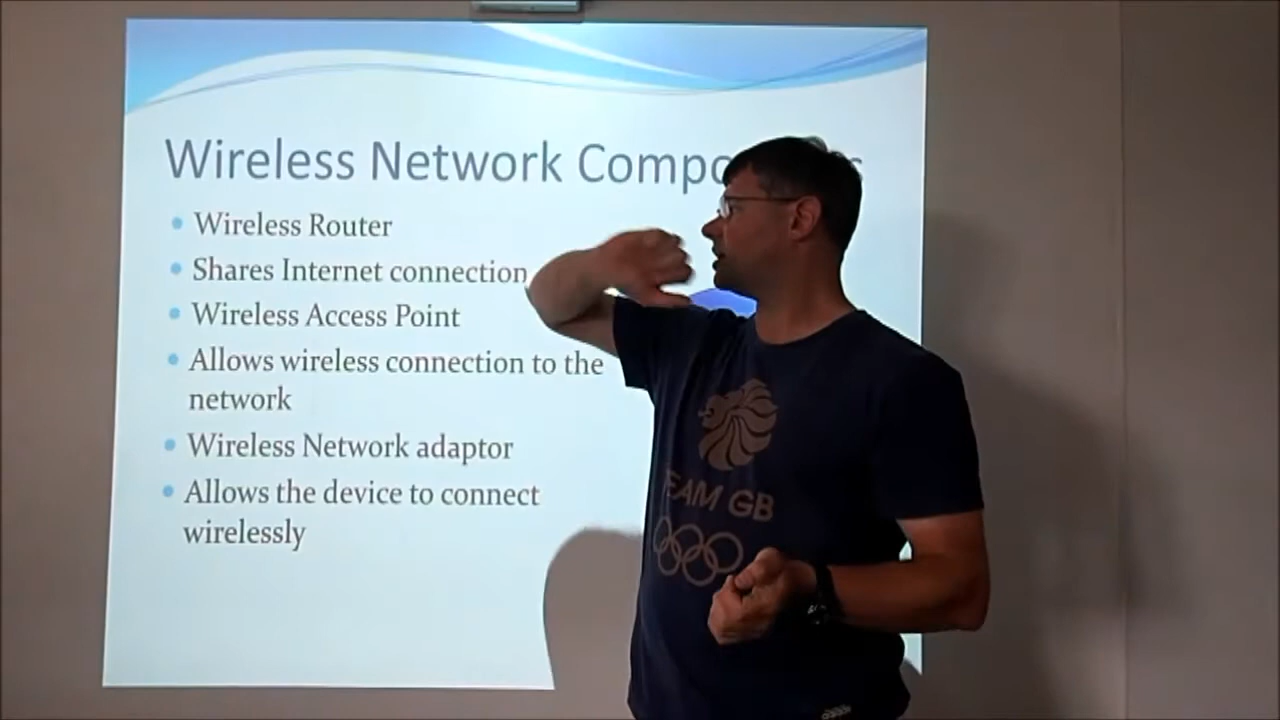 Wireless Network Compo
Wireless Router
Shares Internet connection
Wireless Access Point
Allows wireless connection to the
network
Wireless Network adaptor
Allows the device to connect
wirelessly
TEAM GB